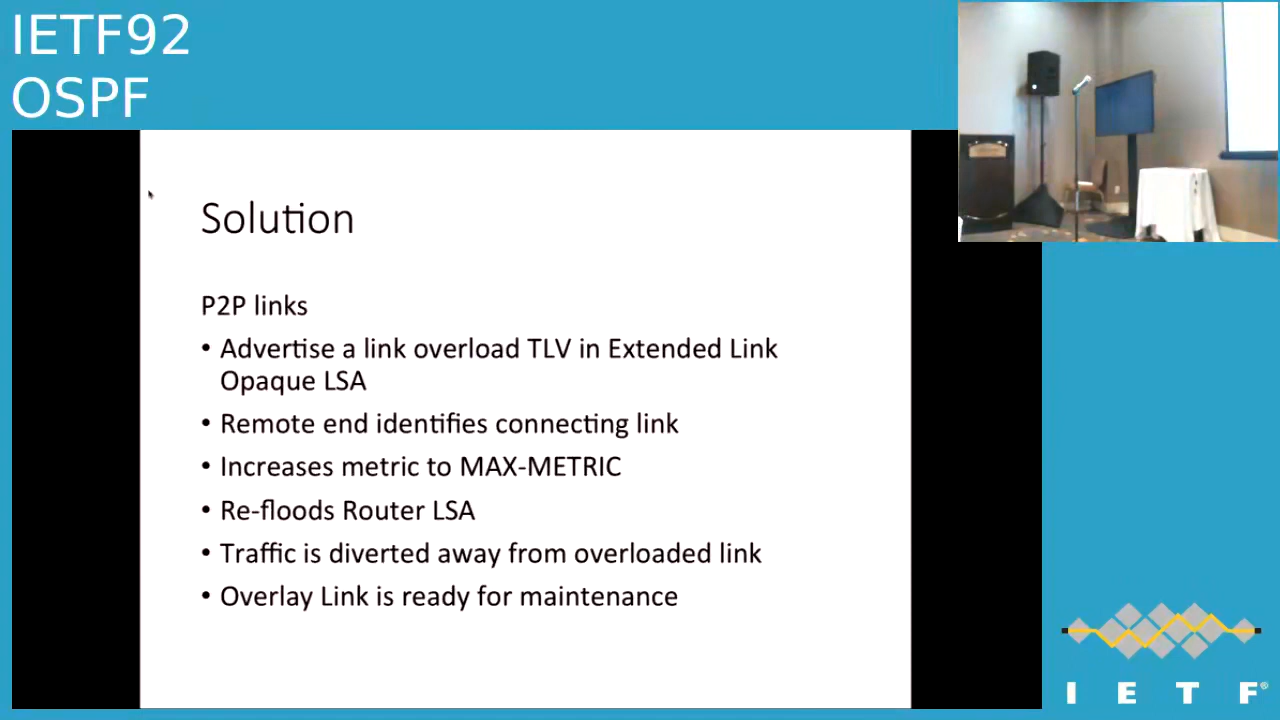 IETF92
OSPF
Solution
P2P links
• Advertise a link overload TLV in Extended Link
Opaque LSA
• Remote end identifies connecting link
• Increases metric to MAX-METRIC
• Re-floods Router LSA
• Traffic is diverted away from overloaded link
• Overlay Link is ready for maintenance
I E T F®